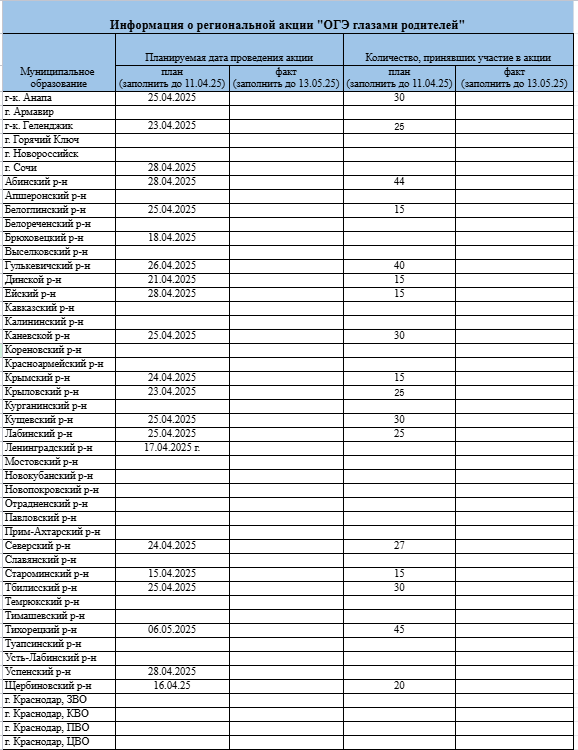 Информация о региональной акции "ОГЭ глазами родителей"
Муниципальное образование
Планируемая дата проведения акции
Количество, принявших участие в акции
план (заполнить до 11.04.25)
факт (заполнить до 13.05.25)
план (заполнить до 11.04.25)
факт (заполнить до 13.05.25)
г-к. Анапа 25.04.2025 30
г. Армавир
г-к. Геленджик 23.04.2025 25
г. Горячий Ключ
г. Новороссийск
г. Сочи 28.04.2025
Абинский р-н 28.04.2025 44
Апшеронский р-н
Белоглинский р-н 25.04.2025 15
Белореченский р-н
Брюховецкий р-н 18.04.2025
Выселковский р-н
Гулькевичский р-н 26.04.2025 40
Динской р-н 21.04.2025 15
Ейский р-н 28.04.2025 15
Кавказский р-н
Калининский р-н
Каневской р-н 25.04.2025 30
Кореновский р-н
Красноармейский р-н
Крымский р-н 24.04.2025 15
Крыловский р-н 23.04.2025 25
Курганинский р-н
Кущевский р-н 25.04.2025 30
Лабинский р-н 25.04.2025 25
Ленинградский р-н 17.04.2025 г.
Мостовский р-н
Новокубанский р-н
Новопокровский р-н
Отрадненский р-н
Павловский р-н
Прим-Ахтарский р-н
Северский р-н 24.04.2025 27
Славянский р-н
Староминский р-н 15.04.2025 15
Тбилисский р-н 25.04.2025 30
Темрюкский р-н
Тимашевский р-н
Тихорецкий р-н 06.05.2025 45
Туапсинский р-н
Усть-Лабинский р-н
Успенский р-н 28.04.2025
Щербиновский р-н 16.04.25 20
г. Краснодар, ЗВО
г. Краснодар, КВО
г. Краснодар, ПВО
г. Краснодар, ЦВО